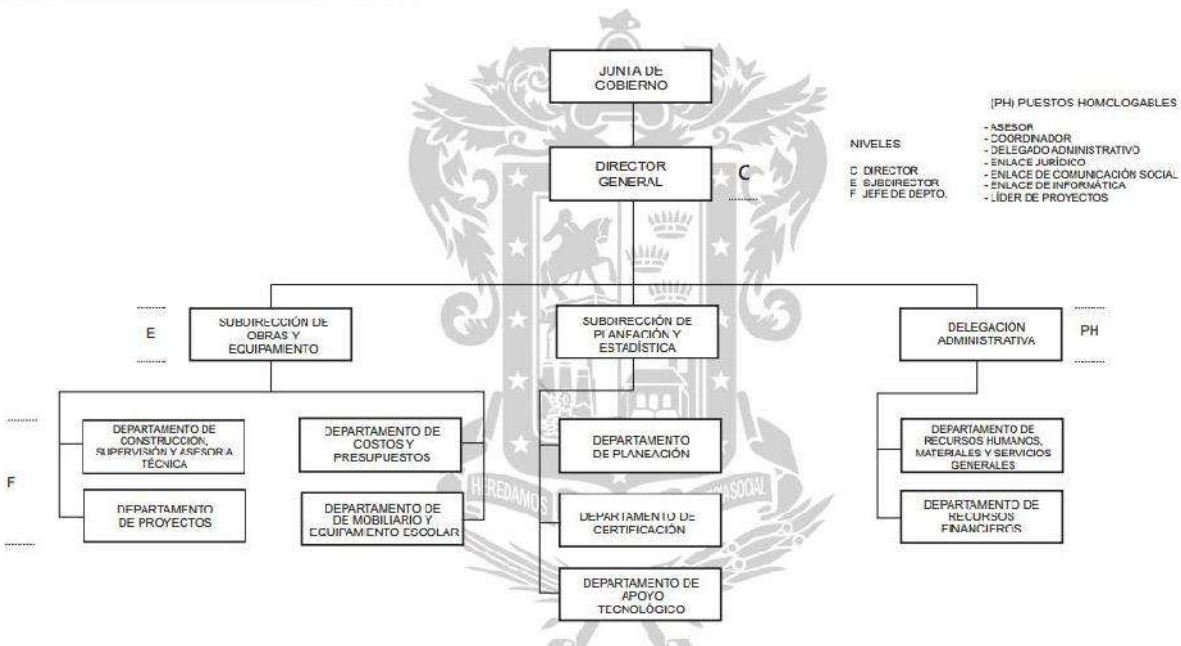 JUNTA DE
GOBIERNO
DIRECTOR
GENERAL
C
NIVELES
C DIRECTOR
E SUBDIRECTOR
F JEFE DE DEPTO.
(PH) PUESTOS HOMOLOGABLES
- ASESOR
- COORDINADOR
- DELEGADO ADMINISTRATIVO
- ENLACE JURÍDICO
- ENLACE DE COMUNICACIÓN SOCIAL
- ENLACE DE INFORMÁTICA
- LÍDER DE PROYECTOS
E
SUBDIRECCIÓN DE
OBRAS Y
EQUIPAMIENTO
SUBDIRECCIÓN DE
PLANEACIÓN Y
ESTADÍSTICA
DELEGACIÓN
ADMINISTRATIVA
PH
F
DEPARTAMENTO DE
CONSTRUCCIÓN,
SUPERVISIÓN Y ASESORÍA
TÉCNICA
DEPARTAMENTO
DE PROYECTOS
DEPARTAMENTO DE
COSTOS Y
PRESUPUESTOS
DEPARTAMENTO DE
DE MOBILIARIO Y
EQUIPAMIENTO ESCOLAR
DEPARTAMENTO
DE PLANEACIÓN
DEPARTAMENTO DE
CERTIFICACIÓN
DEPARTAMENTO DE
APOYO
TECNOLÓGICO
DEPARTAMENTO DE
RECURSOS HUMANOS,
MATERIALES Y SERVICIOS
GENERALES
DEPARTAMENTO DE
RECURSOS
FINANCIEROS
HEREDAMOS
SOCIAL